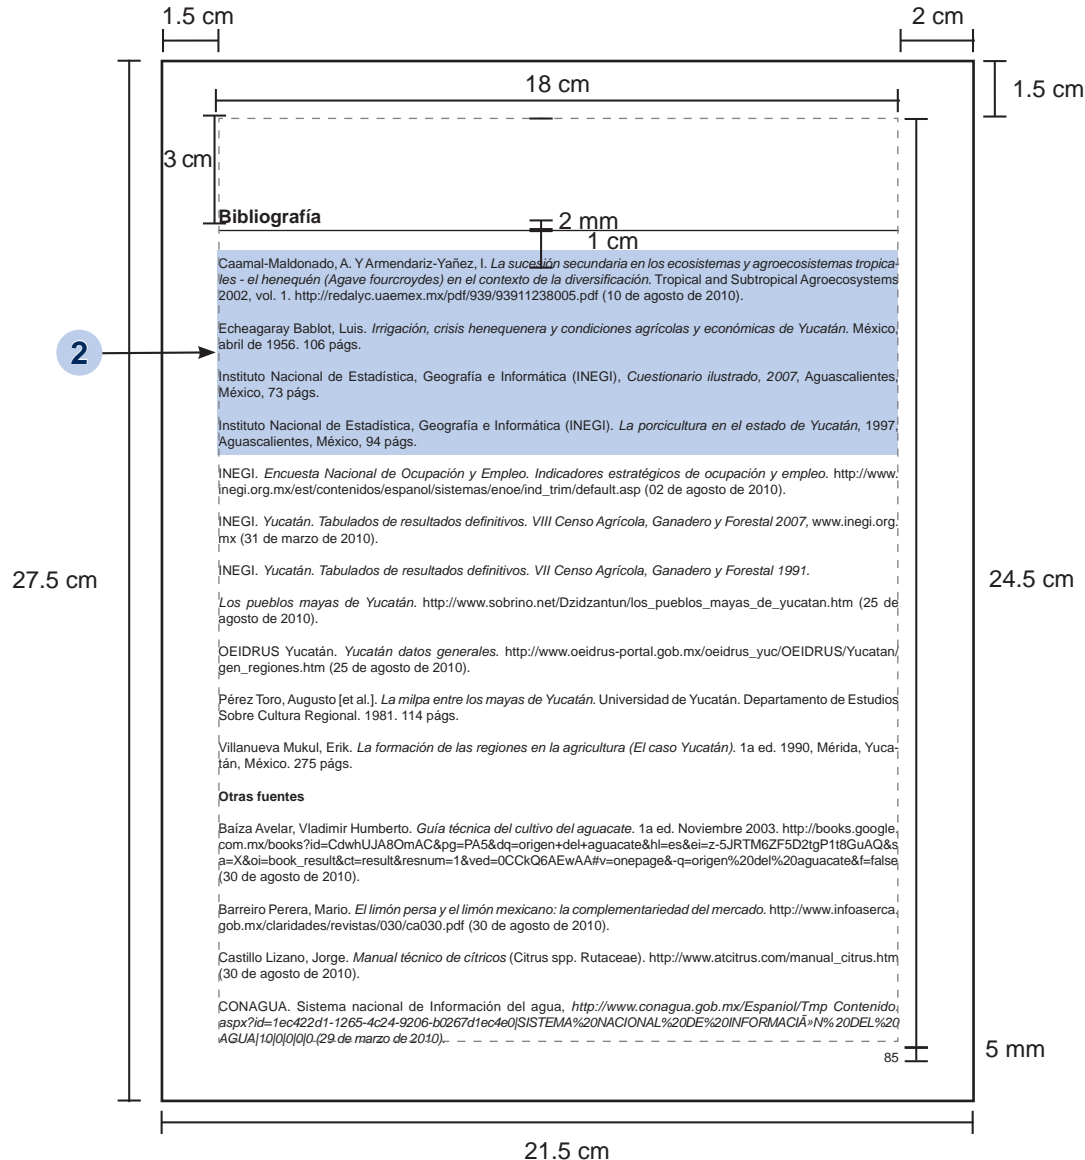 1.5 cm
2 cm
18 cm
1.5 cm
3 cm
Bibliografía
2 mm
1 cm
Caamal-Maldonado, A. Y Armendariz-Yañez, I. La sucesión secundaria en los ecosistemas y agroecosistemas tropica-
les - el henequén (Agave fourcroydes) en el contexto de la diversificación. Tropical and Subtropical Agroecosystems
2002, vol. 1. http://redalyc.uaemex.mx/pdf/939/93911238005.pdf (10 de agosto de 2010).
Echeagaray Bablot, Luis. Irrigación, crisis henequenera y condiciones agrícolas y económicas de Yucatán. México,
abril de 1956. 106 págs.
2
Instituto Nacional de Estadística, Geografía e Informática (INEGI), Cuestionario ilustrado, 2007, Aguascalientes,
México, 73 págs.
Instituto Nacional de Estadística, Geografía e Informática (INEGI). La porcicultura en el estado de Yucatán, 1997,
Aguascalientes, México, 94 págs.
INEGI. Encuesta Nacional de Ocupación y Empleo. Indicadores estratégicos de ocupación y empleo. http://www.
inegi.org.mx/est/contenidos/espanol/sistemas/enoe/ind_trim/default.asp (02 de agosto de 2010).
INEGI. Yucatán. Tabulados de resultados definitivos. VIII Censo Agrícola, Ganadero y Forestal 2007, www.inegi.org.
mx (31 de marzo de 2010).
INEGI. Yucatán. Tabulados de resultados definitivos. VII Censo Agrícola, Ganadero y Forestal 1991.
27.5 cm
24.5 cm
Los pueblos mayas de Yucatán. http://www.sobrino.net/Dzidzantun/los_pueblos_mayas_de_yucatan.htm (25 de
agosto de 2010).
OEIDRUS Yucatán. Yucatán datos generales. http://www.oeidrus-portal.gob.mx/oeidrus_yuc/OEIDRUS/Yucatan/
gen_regiones.htm (25 de agosto de 2010).
Pérez Toro, Augusto [et al.]. La milpa entre los mayas de Yucatán. Universidad de Yucatán. Departamento de Estudios
Sobre Cultura Regional. 1981. 114 págs.
Villanueva Mukul, Erik. La formación de las regiones en la agricultura (El caso Yucatán). 1a ed. 1990, Mérida, Yuca-
tán, México. 275 págs.
Otras fuentes
Baíza Avelar, Vladimir Humberto. Guía técnica del cultivo del aguacate. 1a ed. Noviembre 2003. http://books.google.
com.mx/books?id=CdwhUJA8OmAC&pg=PA5&dq=origen+del+aguacate&hl=es&ei=z-5JRTM6ZF5D2tgP1t8GuAQ&s
a=X&oi=book_result&ct=result&resnum=1&ved=0CCkQ6AEwAA#v=onepage&-q=origen%20del%20aguacate&f=false
(30 de agosto de 2010).
Barreiro Perera, Mario. El limón persa y el limón mexicano: la complementariedad del mercado. http://www.infoaserca.
gob.mx/claridades/revistas/030/ca030.pdf (30 de agosto de 2010).
Castillo Lizano, Jorge. Manual técnico de cítricos (Citrus spp. Rutaceae). http://www.atcitrus.com/manual_citrus.htm
(30 de agosto de 2010).
CONAGUA. Sistema nacional de Información del agua, http://www.conagua.gob.mx/Espaniol/Tmp Contenido.
aspx?id=1ec422d1-1265-4c24-9206-b0267d1ec4e0|SISTEMA%20NACIONAL%20DE%20INFORMACIÃ»N%20DEL%20
AGUA|10|0|0|0|0 (29 de marzo de 2010).
85
5 mm
21.5 cm